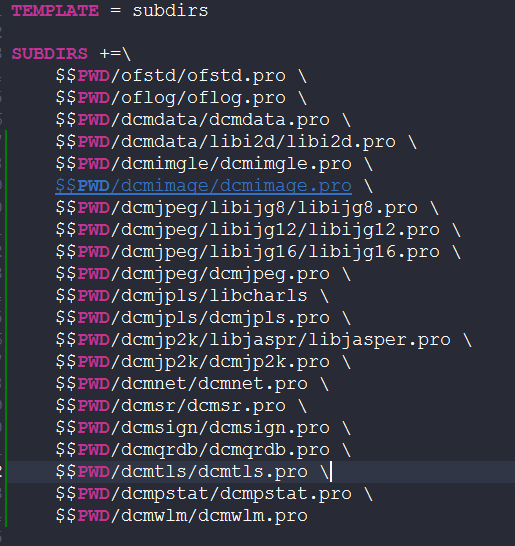 TEMPLATE = subdirs
SUBDIRS +=\
$$PWD/ofstd/ofstd.pro \
$$PWD/oflog/oflog.pro \
$$PWD/dcmdata/dcmdata.pro \
$$PWD/dcmdata/libi2d/libi2d.pro \
$$PWD/dcmimgle/dcmimgle.pro \
$$PWD/dcmimage/dcmimage.pro \
$$PWD/dcmjpeg/libijg8/libijg8.pro \
$$PWD/dcmjpeg/libijg12/libijg12.pro \
$$PWD/dcmjpeg/libijg16/libijg16.pro \
$$PWD/dcmjpeg/dcmjpeg.pro \
$$PWD/dcmjpls/libcharls \
$$PWD/dcmjpls/dcmjpls.pro \
$$PWD/dcmjp2k/libjaspr/libjasper.pro \
$$PWD/dcmjp2k/dcmjp2k.pro \
$$PWD/dcmnet/dcmnet.pro \
$$PWD/dcmsr/dcmsr.pro \
$$PWD/dcmsign/dcmsign.pro \
$$PWD/dcmqrdb/dcmqrdb.pro \
$$PWD/dcmtls/dcmtls.pro \
$$PWD/dcmpstat/dcmpstat.pro \
$$PWD/dcmwlm/dcmwlm.pro